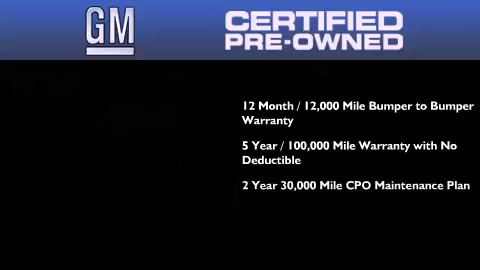 GM
CERTIFIED
PRE-OWNED
12 Month / 12,000 Mile Bumper to Bumper
Warranty
5 Year / 100,000 Mile Warranty with No
Deductible
2 Year 30,000 Mile CPO Maintenance Plan